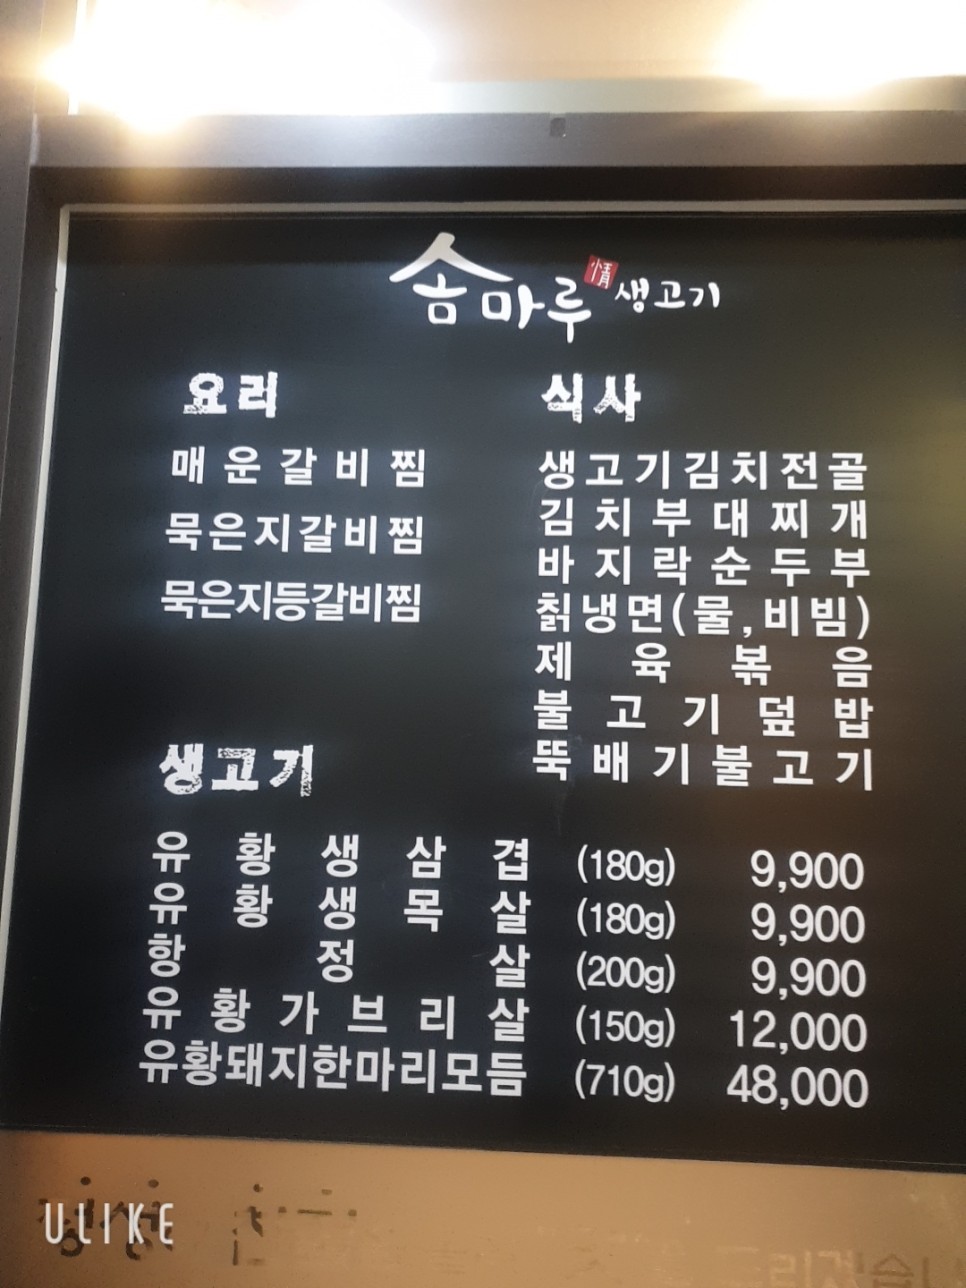 솜마루 情 생고기
요리
매운갈비찜
묵은지갈비찜
묵은지등갈비찜
식사
생고기김치전골
김치부대찌개
바지락순두부
칡냉면(물,비빔)
제육볶음
불고기덮밥
뚝배기불고기
생고기
유황생삼겹 (180g) 9,900
유황생목살 (180g) 9,900
항정살 (200g) 9,900
유황가브리살 (150g) 12,000
유황돼지한마리모듬 (710g) 48,000
ULIKE